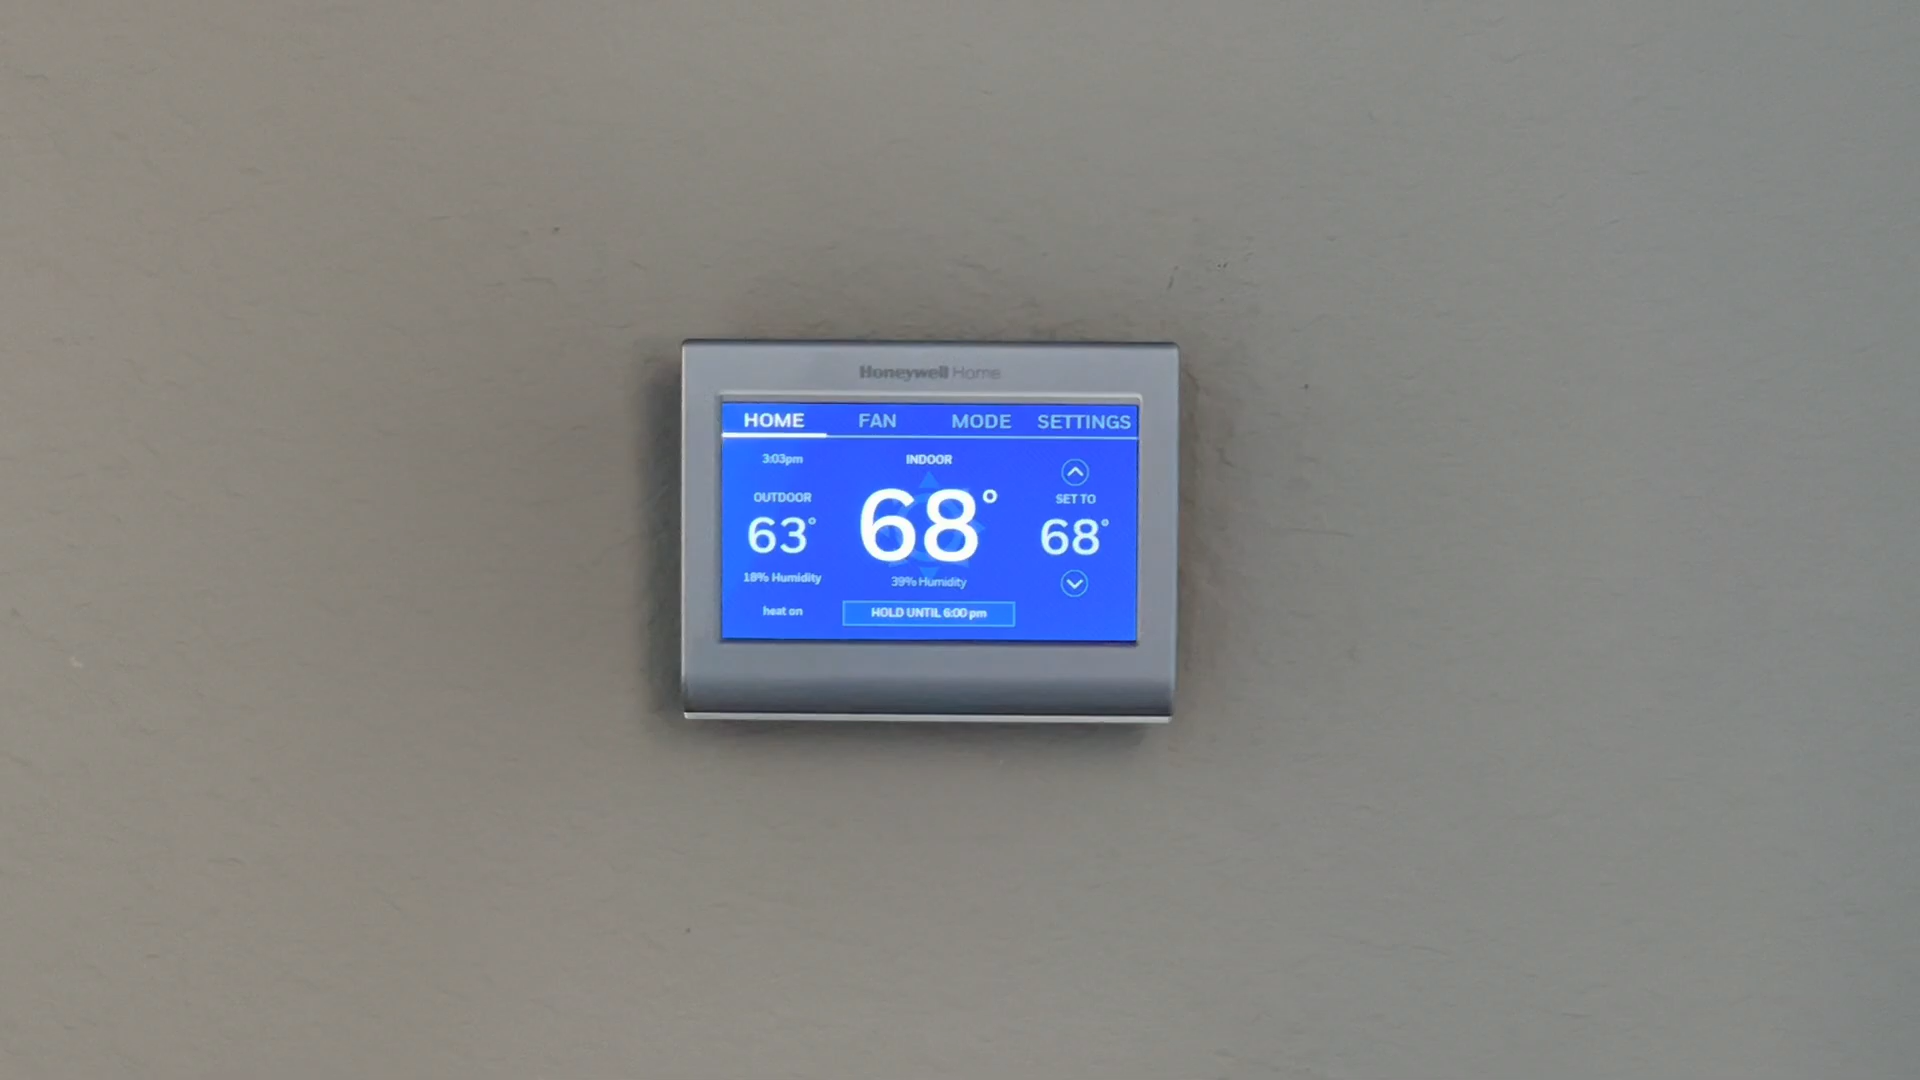 Honeywell Home
HOME FAN MODE SETTINGS
3:03pm
OUTDOOR
63°
18% Humidity
heat on
INDOOR
68°
39% Humidity
HOLD UNTIL 6:00 pm
SET TO
68°